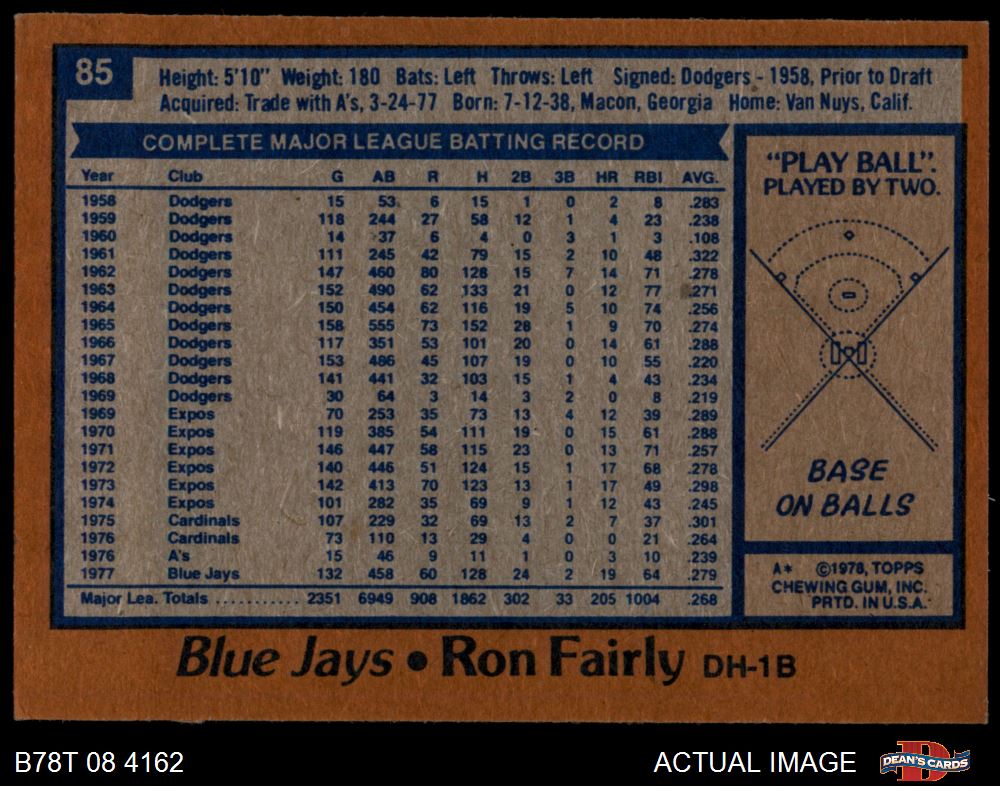 85
Height: 5'10" Weight: 180 Bats: Left Throws: Left Signed: Dodgers - 1958, Prior to Draft
Acquired: Trade with A's, 3-24-77 Born: 7-12-38, Macon, Georgia Home: Van Nuys, Calif.
COMPLETE MAJOR LEAGUE BATTING RECORD
Year Club G AB R H 2B 3B HR RBI AVG.
1958 Dodgers 15 53 6 15 1 0 2 8 .283
1959 Dodgers 118 244 27 58 12 1 4 23 .238
1960 Dodgers 14 37 6 4 0 3 1 3 .108
1961 Dodgers 111 245 42 79 15 2 10 48 .322
1962 Dodgers 147 460 80 128 15 7 14 71 .278
1963 Dodgers 152 490 62 133 21 0 12 77 .271
1964 Dodgers 150 454 62 116 19 5 10 74 .256
1965 Dodgers 158 555 73 152 28 1 9 70 .274
1966 Dodgers 117 351 53 101 20 0 14 61 .288
1967 Dodgers 153 486 45 107 19 0 10 55 .220
1968 Dodgers 141 441 32 103 15 1 4 43 .234
1969 Dodgers 30 64 3 14 3 2 0 8 .219
1969 Expos 70 253 35 73 13 4 12 39 .289
1970 Expos 119 385 54 111 19 0 15 61 .288
1971 Expos 146 447 58 115 23 0 13 71 .257
1972 Expos 140 446 51 124 15 1 17 68 .278
1973 Expos 142 413 70 123 13 1 17 49 .298
1974 Expos 101 282 35 69 9 1 12 43 .245
1975 Cardinals 107 229 32 69 13 2 7 37 .301
1976 Cardinals 73 110 13 29 4 0 0 21 .264
1976 A's 15 46 9 11 1 0 3 10 .239
1977 Blue Jays 132 458 60 128 24 2 19 64 .279
Major Lea. Totals ............ 2351 6949 908 1862 302 33 205 1004 .268
"PLAY BALL".
PLAYED BY TWO.
BASE
ON BALLS
A* ©1978, TOPPS
CHEWING GUM, INC.
PRTD. IN U.S.A.
Blue Jays • Ron Fairly DH-1B
B78T 08 4162
ACTUAL IMAGE
D
DEAN'S CARDS